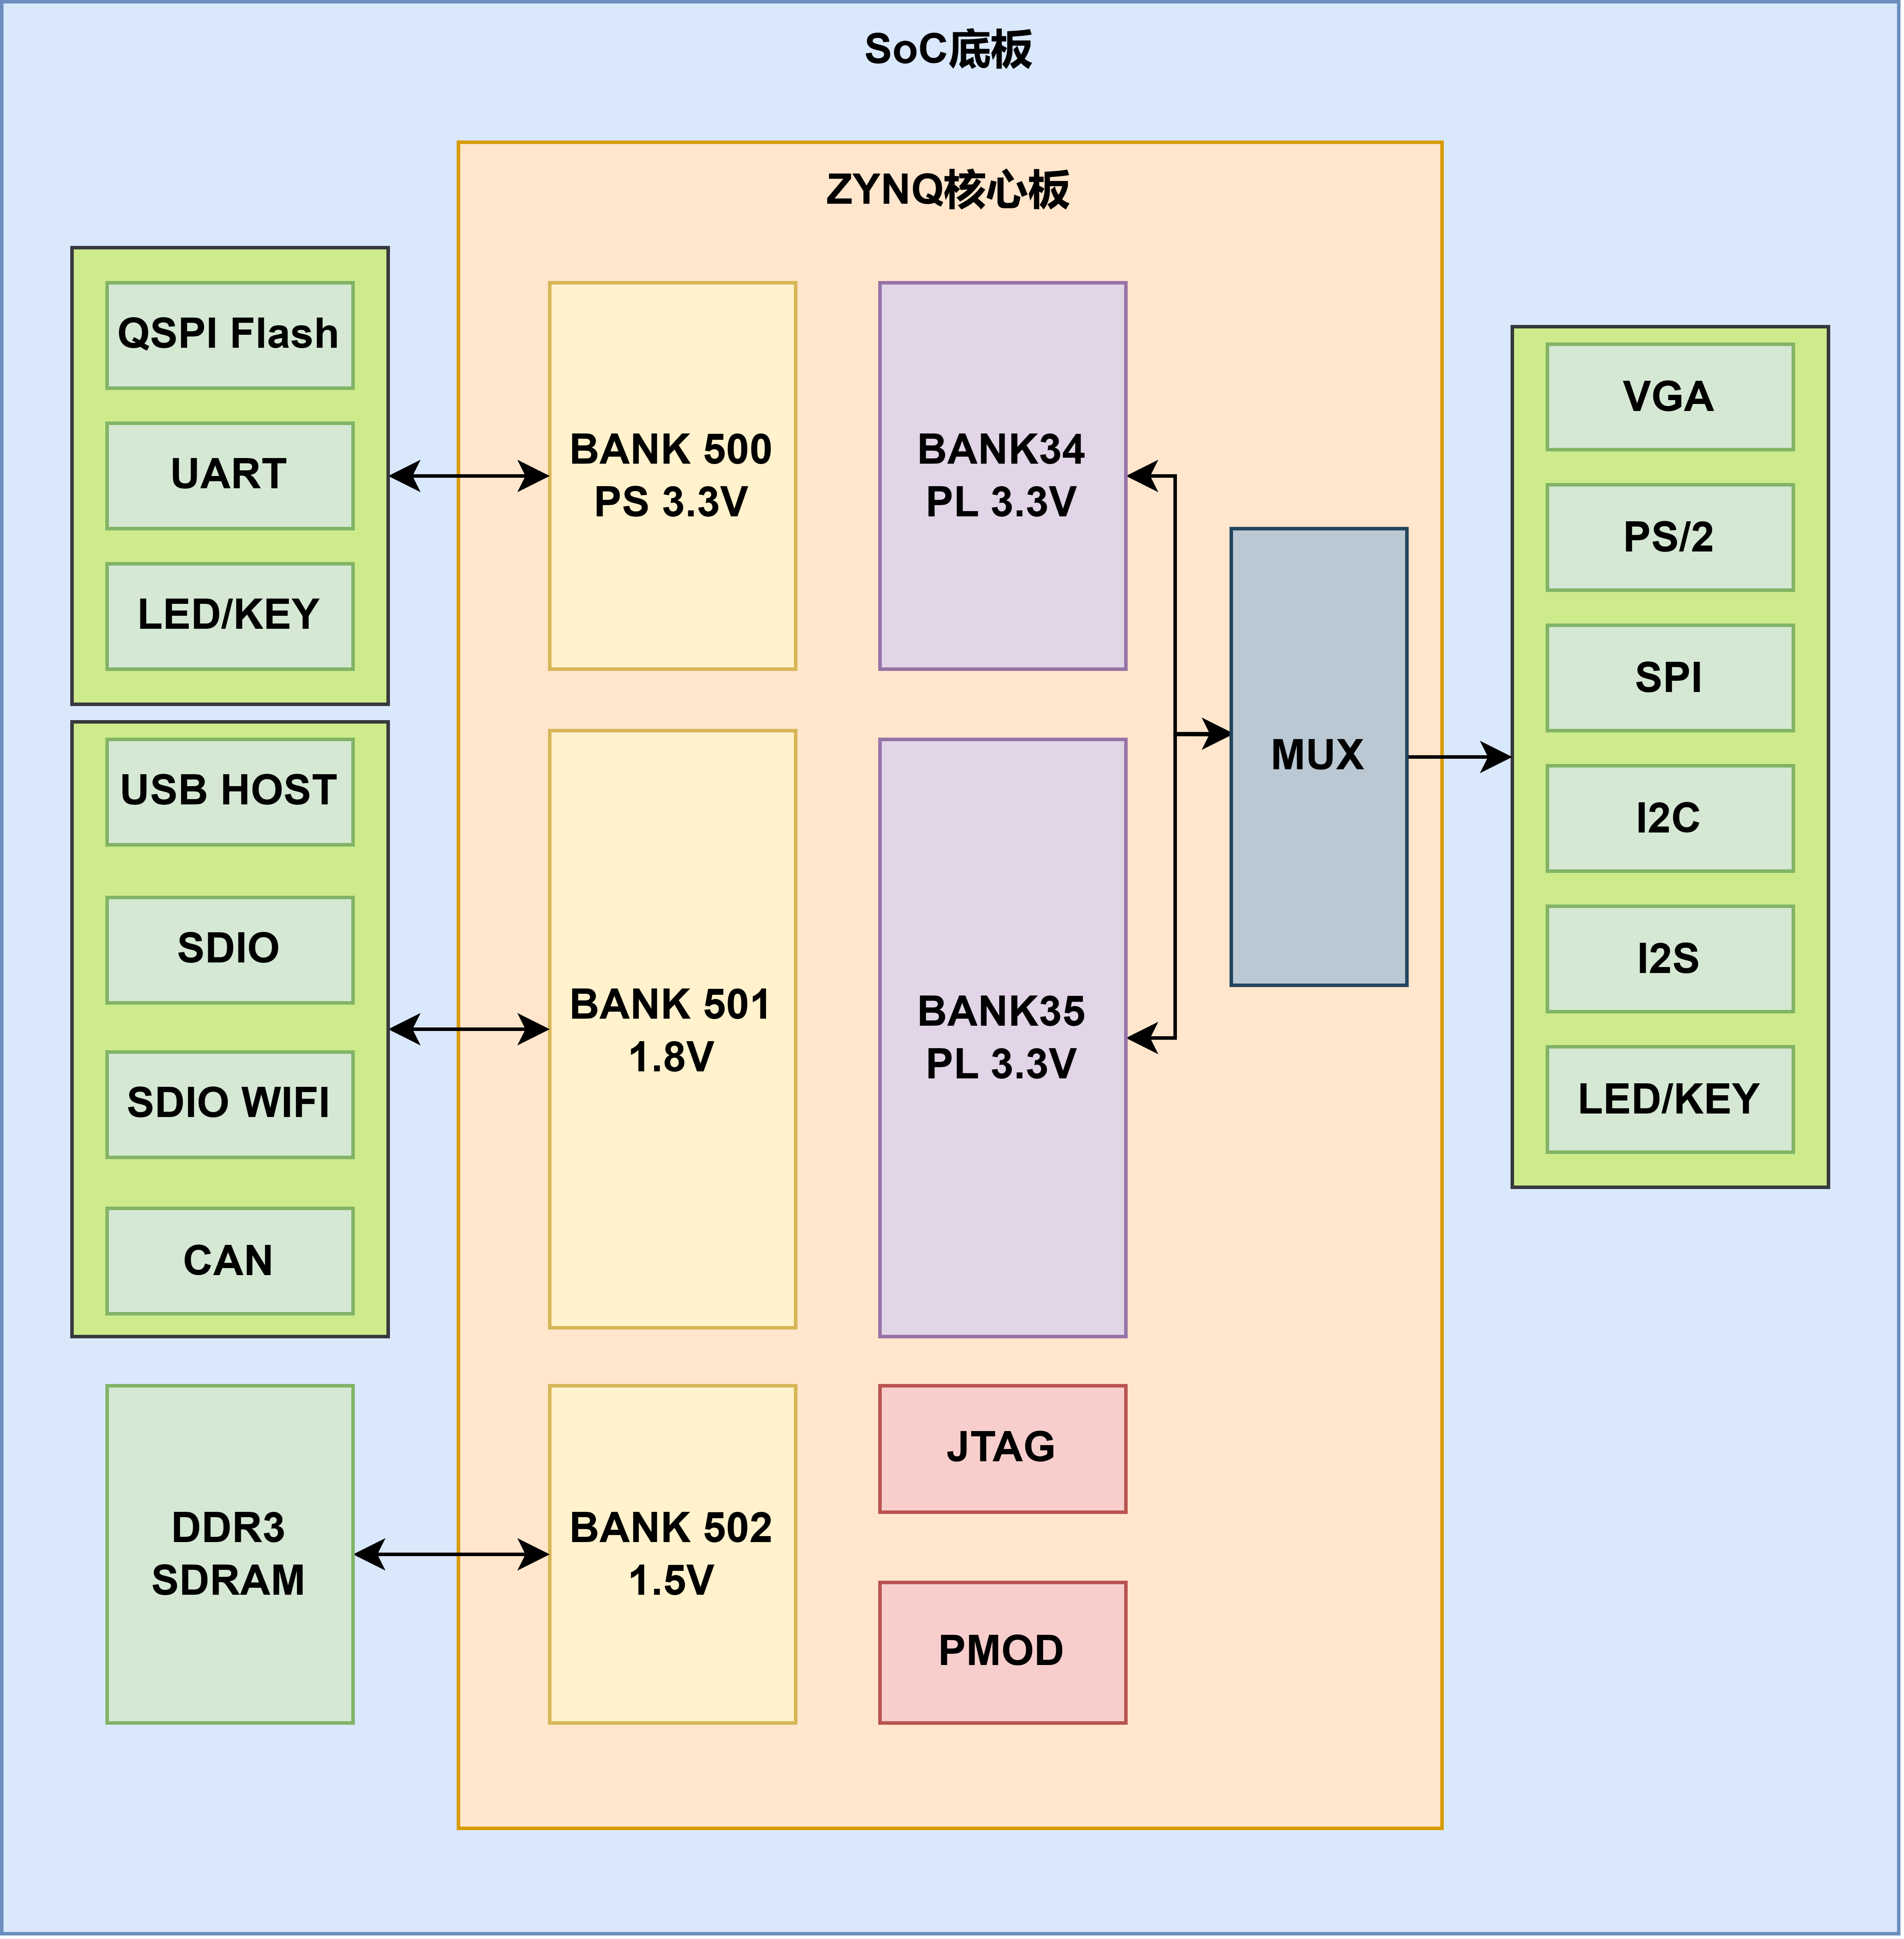 SoC底板
ZYNQ核心板
QSPI Flash
UART
LED/KEY
USB HOST
SDIO
SDIO WIFI
CAN
DDR3
SDRAM
BANK 500
PS 3.3V
BANK 501
1.8V
BANK 502
1.5V
BANK34
PL 3.3V
BANK35
PL 3.3V
JTAG
PMOD
MUX
VGA
PS/2
SPI
I2C
I2S
LED/KEY